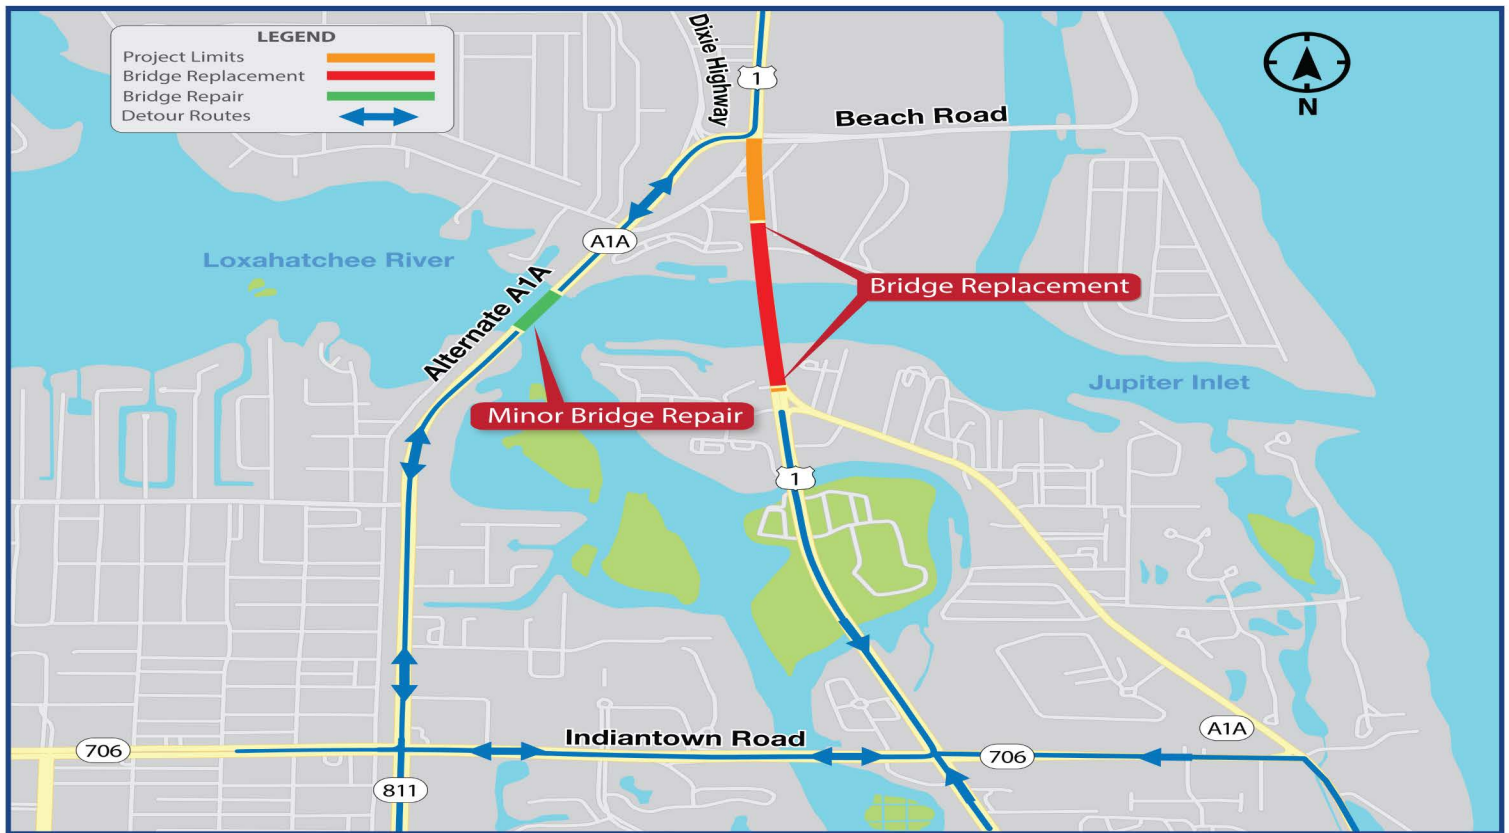 LEGEND
Project Limits
Bridge Replacement
Bridge Repair
Detour Routes
Dixie Highway
1
Beach Road
N
A1A
Loxahatchee River
Alternate A1A
Bridge Replacement
Jupiter Inlet
Minor Bridge Repair
1
Indiantown Road
A1A
706
706
811